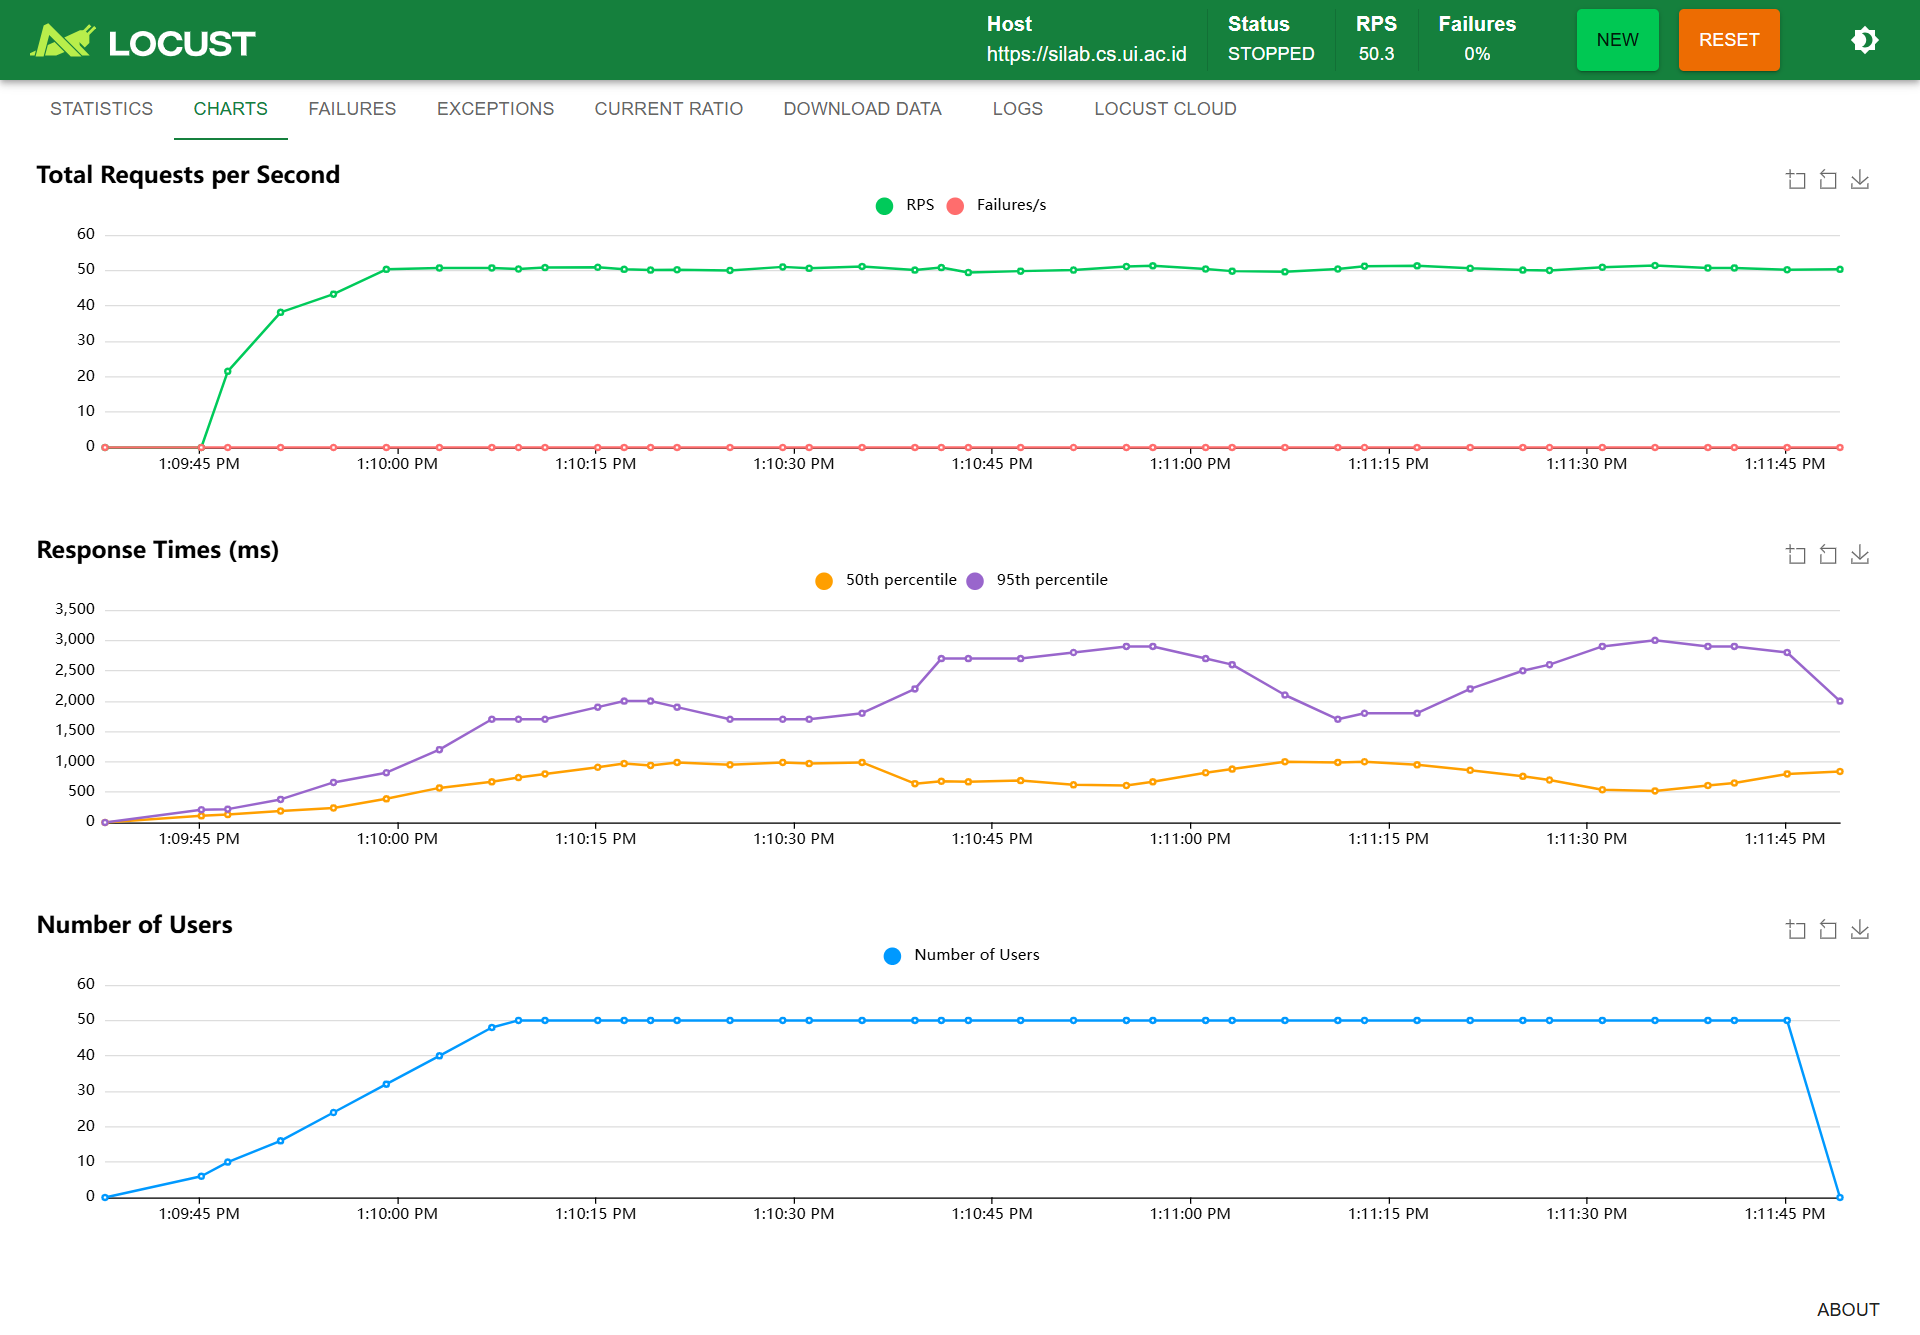 LOCUST
Host
https://silab.cs.ui.ac.id
Status
STOPPED
RPS
50.3
Failures
0%
NEW
RESET
STATISTICS CHARTS FAILURES EXCEPTIONS CURRENT RATIO DOWNLOAD DATA LOGS LOCUST CLOUD
Total Requests per Second
RPS Failures/s
60
50
40
30
20
10
0
1:09:45 PM 1:10:00 PM 1:10:15 PM 1:10:30 PM 1:10:45 PM 1:11:00 PM 1:11:15 PM 1:11:30 PM 1:11:45 PM
Response Times (ms)
50th percentile 95th percentile
3,500
3,000
2,500
2,000
1,500
1,000
500
0
1:09:45 PM 1:10:00 PM 1:10:15 PM 1:10:30 PM 1:10:45 PM 1:11:00 PM 1:11:15 PM 1:11:30 PM 1:11:45 PM
Number of Users
Number of Users
60
50
40
30
20
10
0
1:09:45 PM 1:10:00 PM 1:10:15 PM 1:10:30 PM 1:10:45 PM 1:11:00 PM 1:11:15 PM 1:11:30 PM 1:11:45 PM
ABOUT